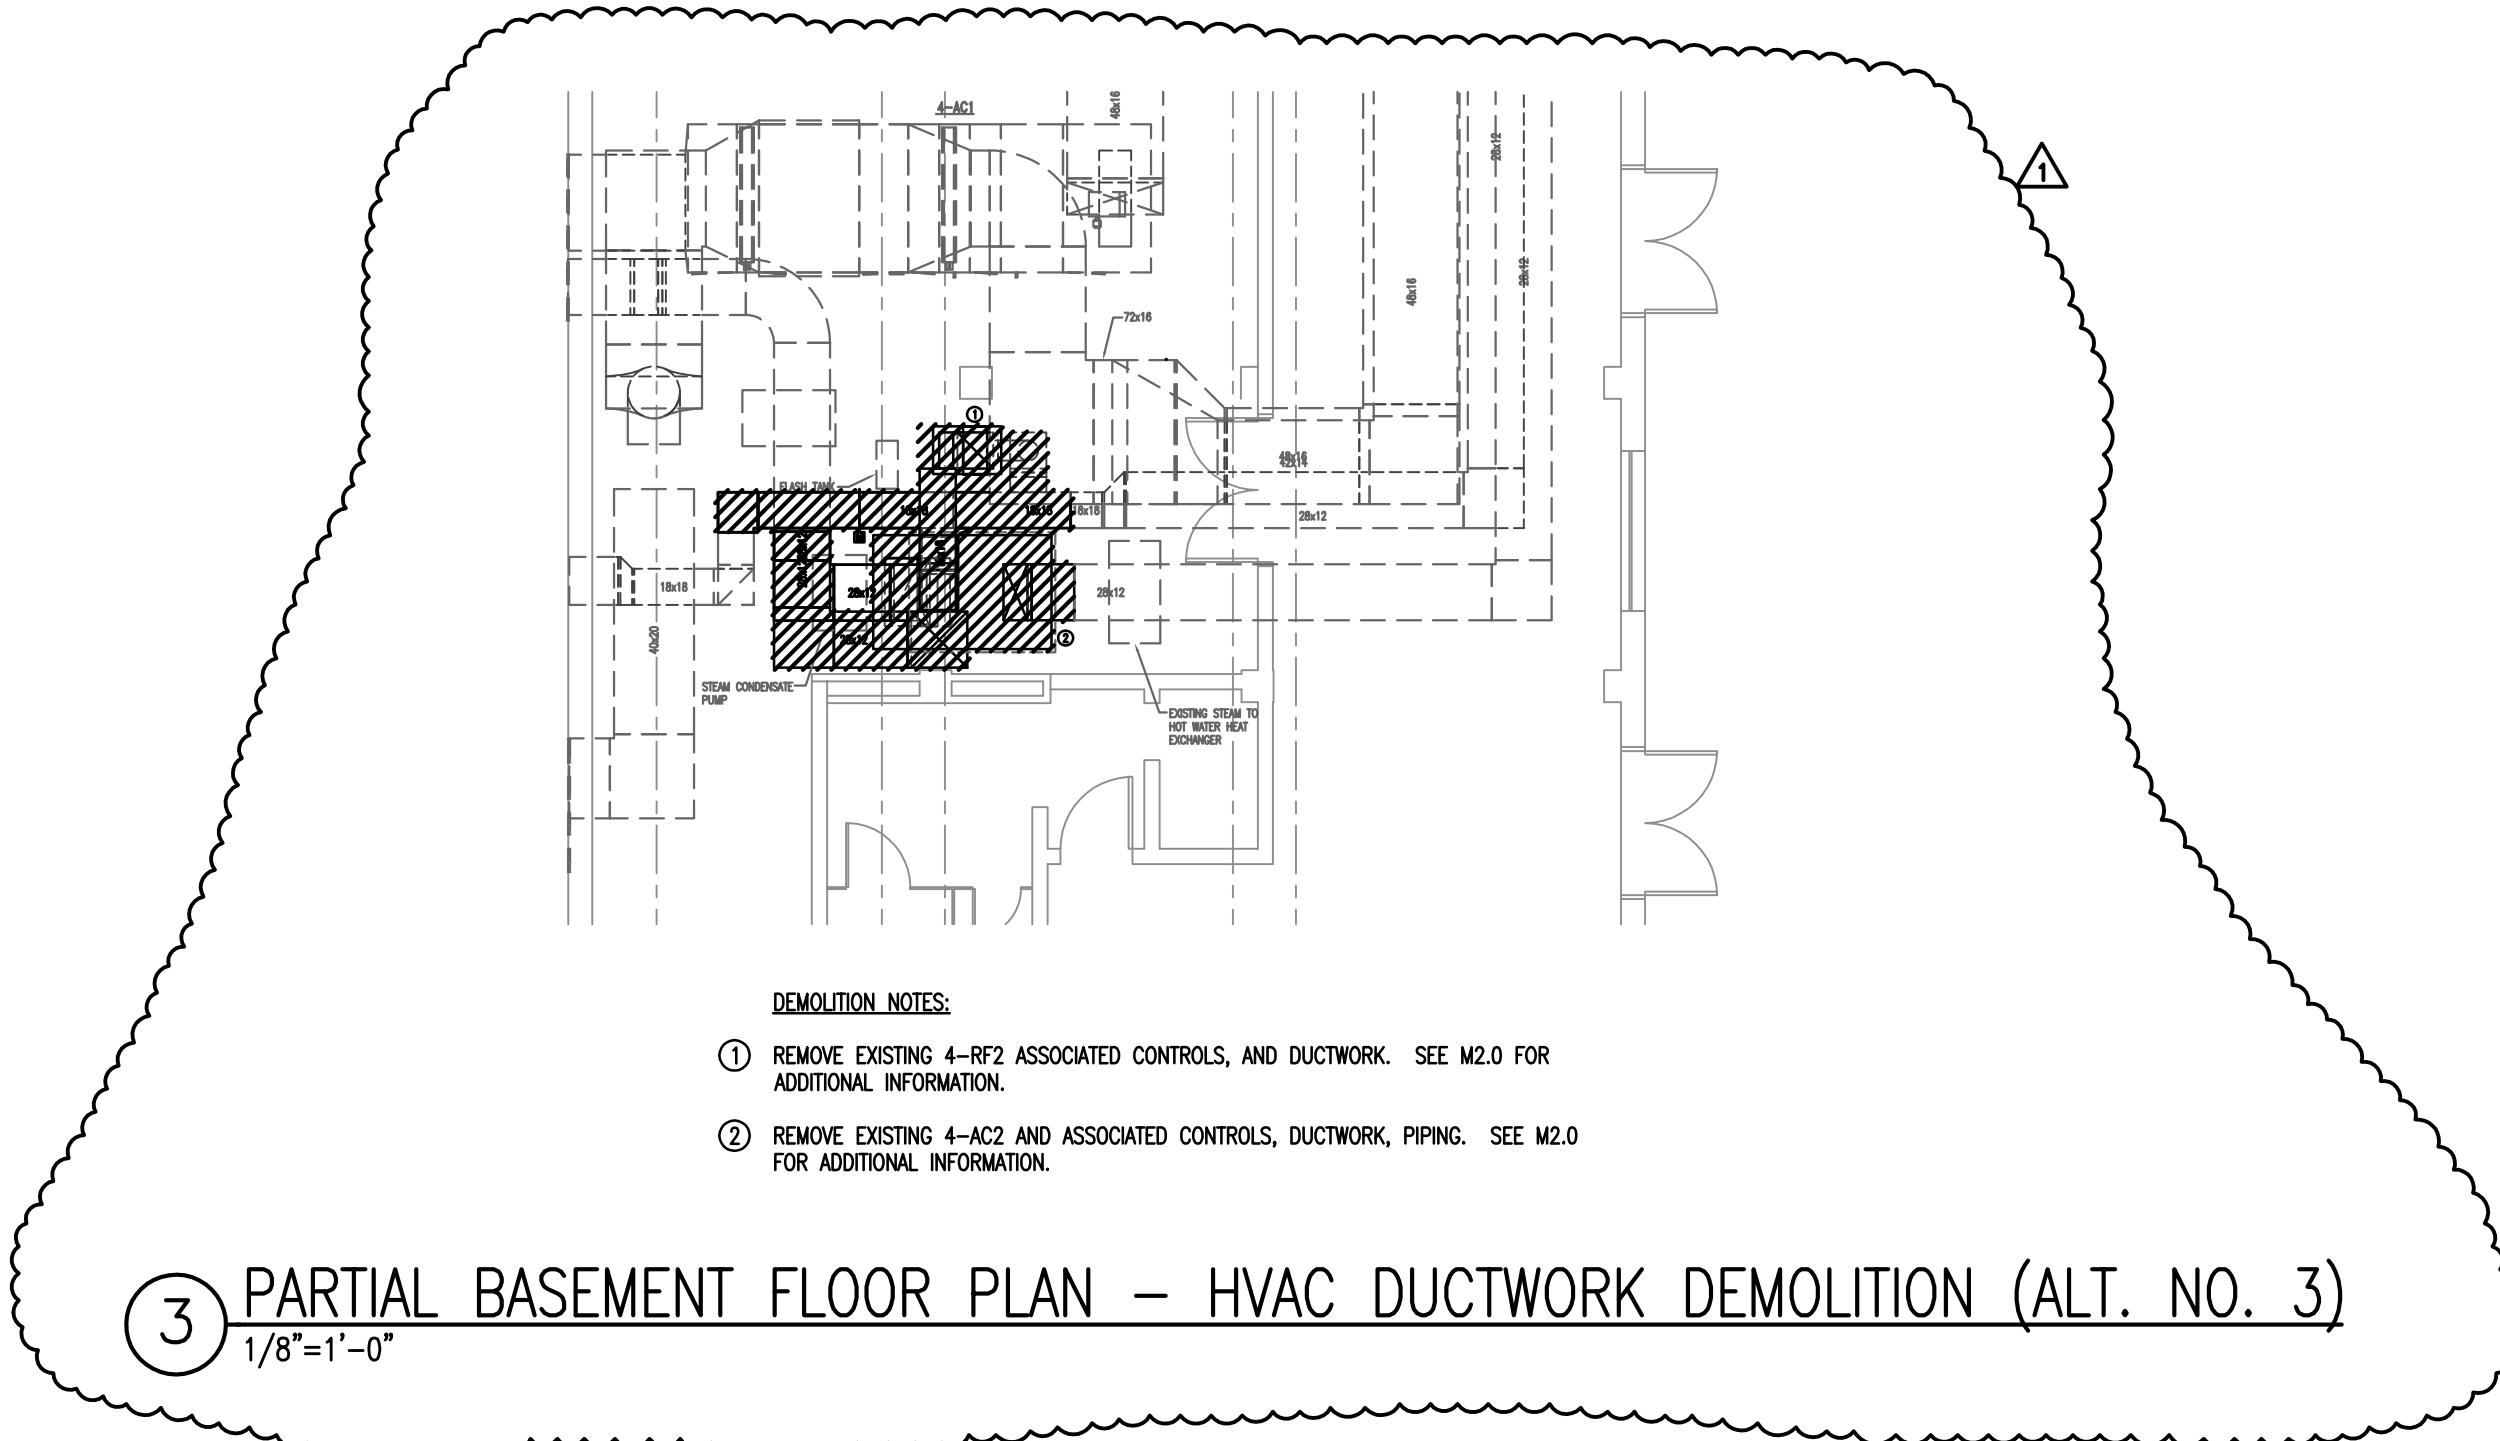 4-AC1
48x16
28x12
1
28x12
48x16
72x16
1
48x16
42x14
FLASH TANK
18x18
18x18
18x18
28x12
18x18
28x12
28x12
28x12
40x20
2
STEAM CONDENSATE
PUMP
EXISTING STEAM TO
HOT WATER HEAT
EXCHANGER
DEMOLITION NOTES:
1 REMOVE EXISTING 4-RF2 ASSOCIATED CONTROLS, AND DUCTWORK. SEE M2.0 FOR
ADDITIONAL INFORMATION.
2 REMOVE EXISTING 4-AC2 AND ASSOCIATED CONTROLS, DUCTWORK, PIPING. SEE M2.0
FOR ADDITIONAL INFORMATION.
3 PARTIAL BASEMENT FLOOR PLAN - HVAC DUCTWORK DEMOLITION (ALT. NO. 3)
1/8"=1'-0"